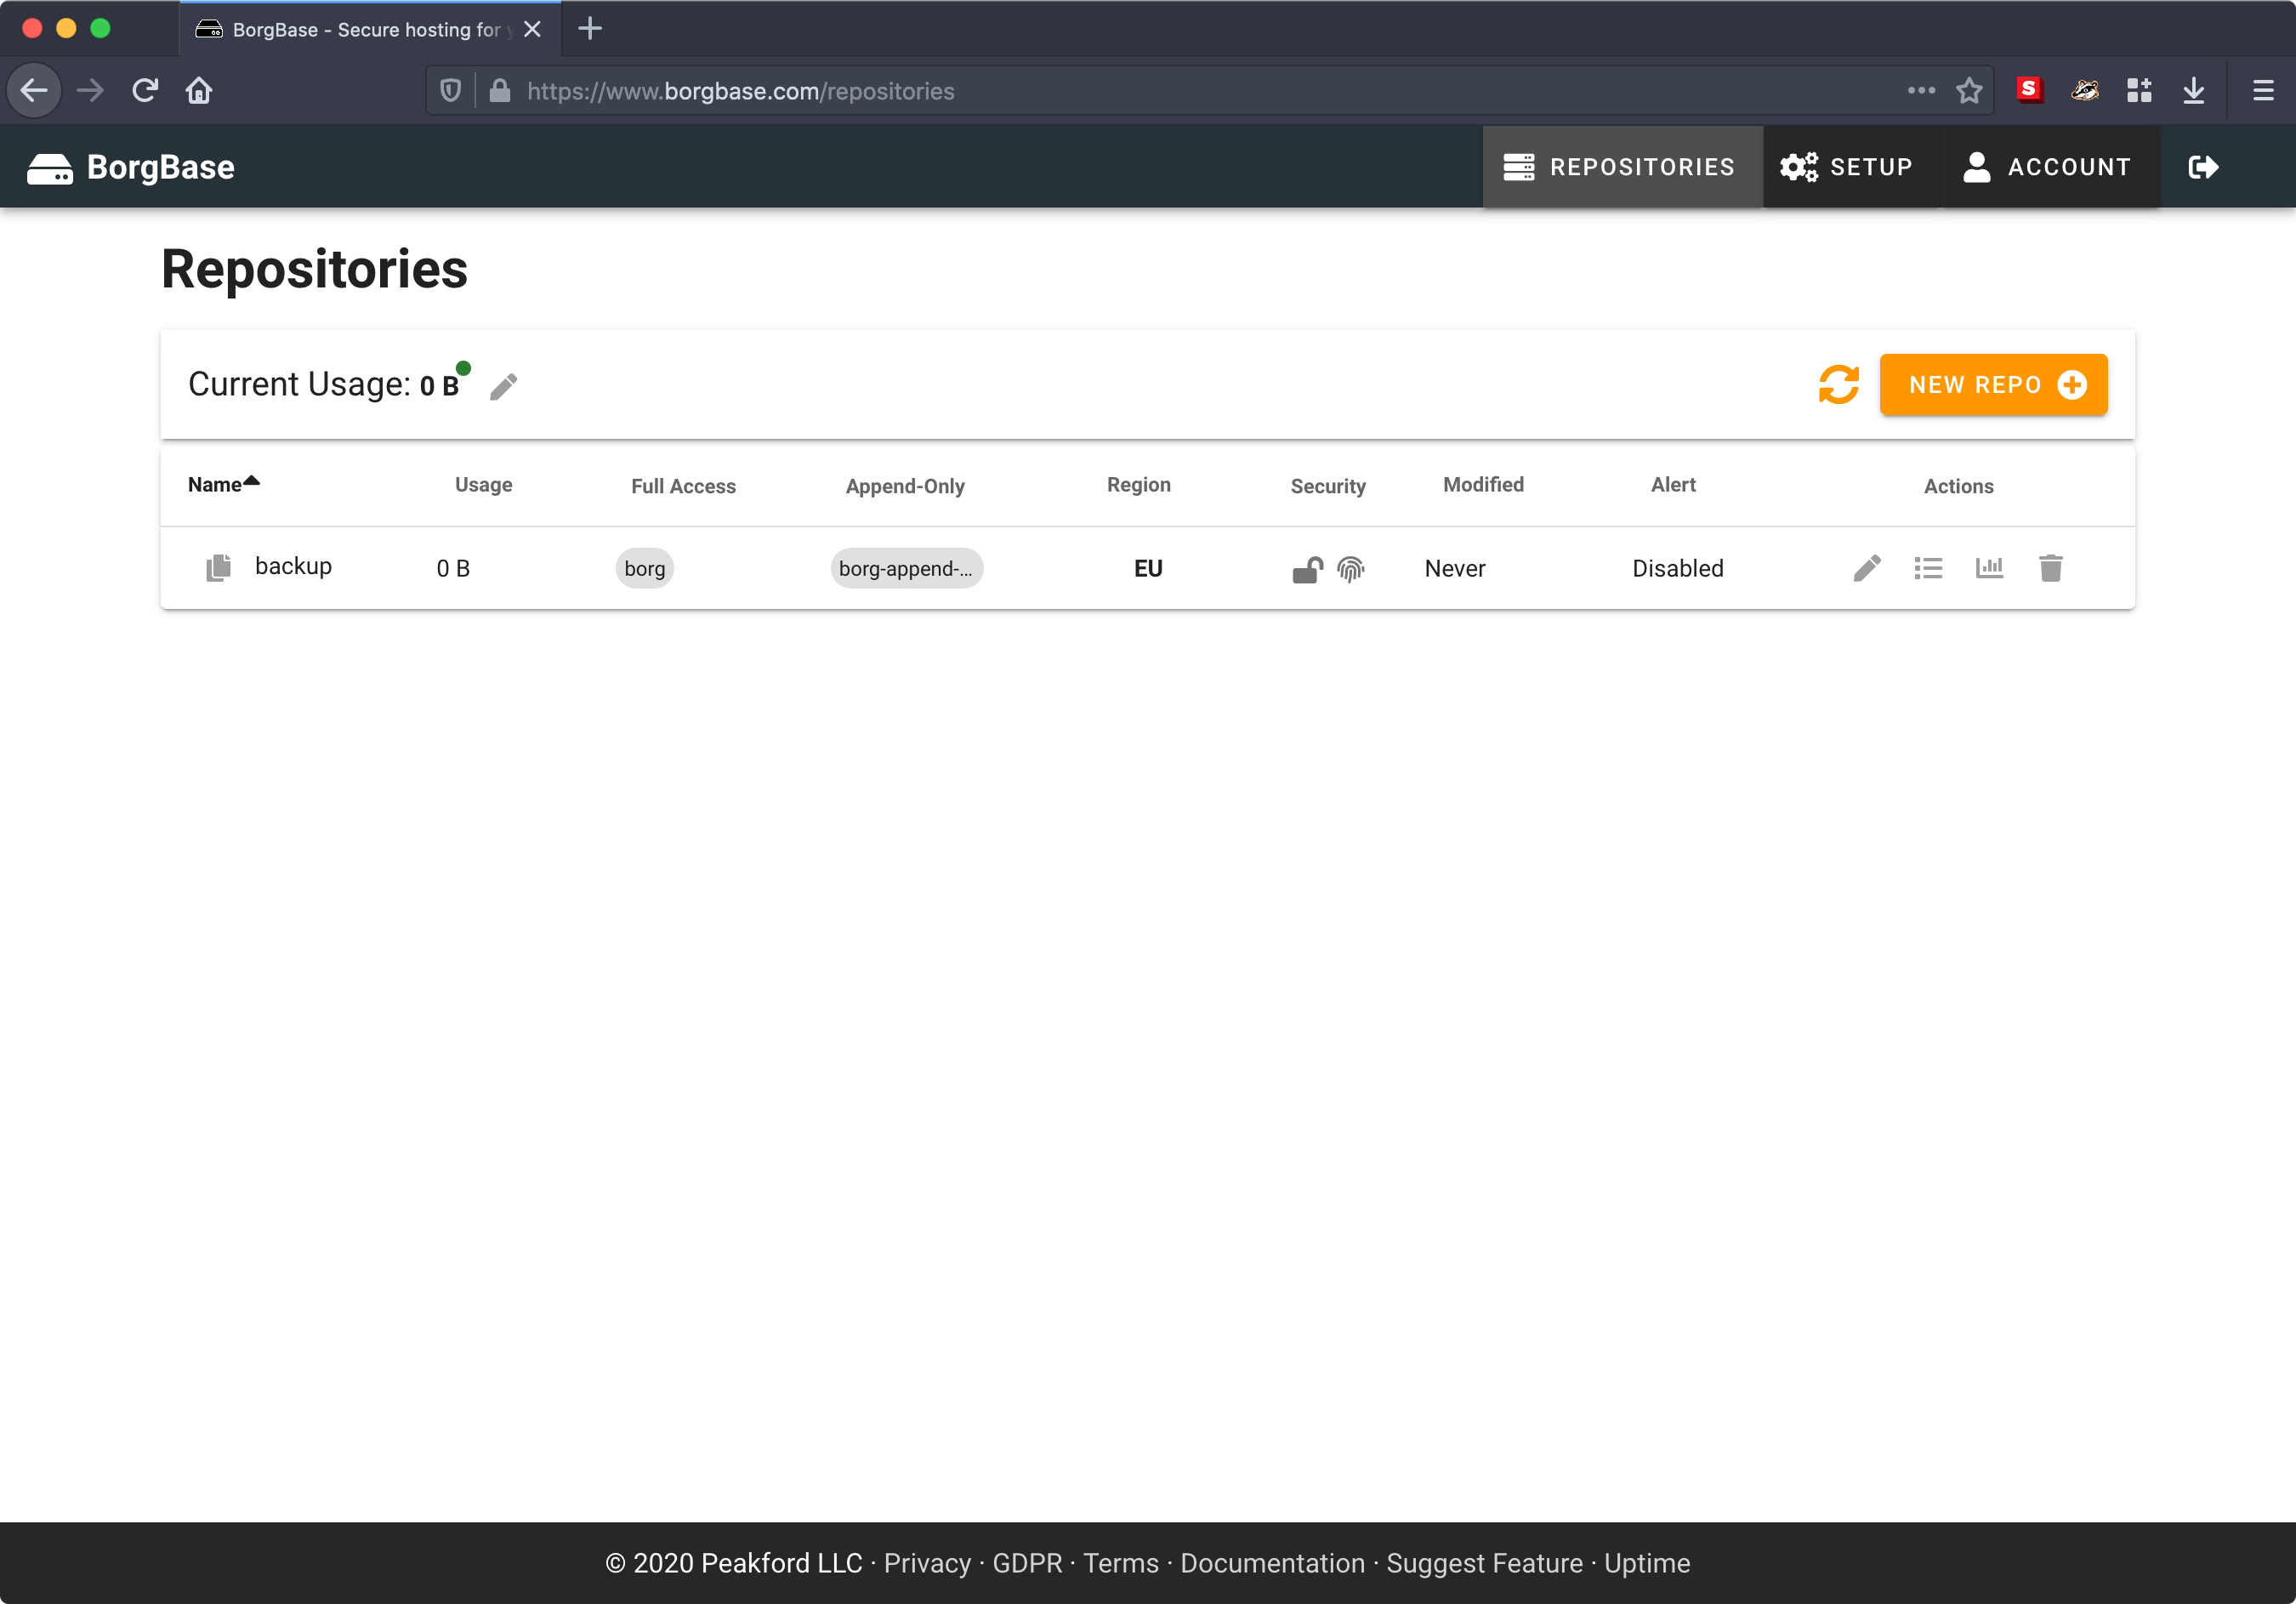 BorgBase - Secure hosting for y
https://www.borgbase.com/repositories
S
BorgBase
REPOSITORIES
SETUP
ACCOUNT
Repositories
Current Usage: 0 B
NEW REPO
Name Usage Full Access Append-Only Region Security Modified Alert Actions
backup 0 B borg borg-append-... EU Never Disabled
© 2020 Peakford LLC · Privacy · GDPR · Terms · Documentation · Suggest Feature · Uptime